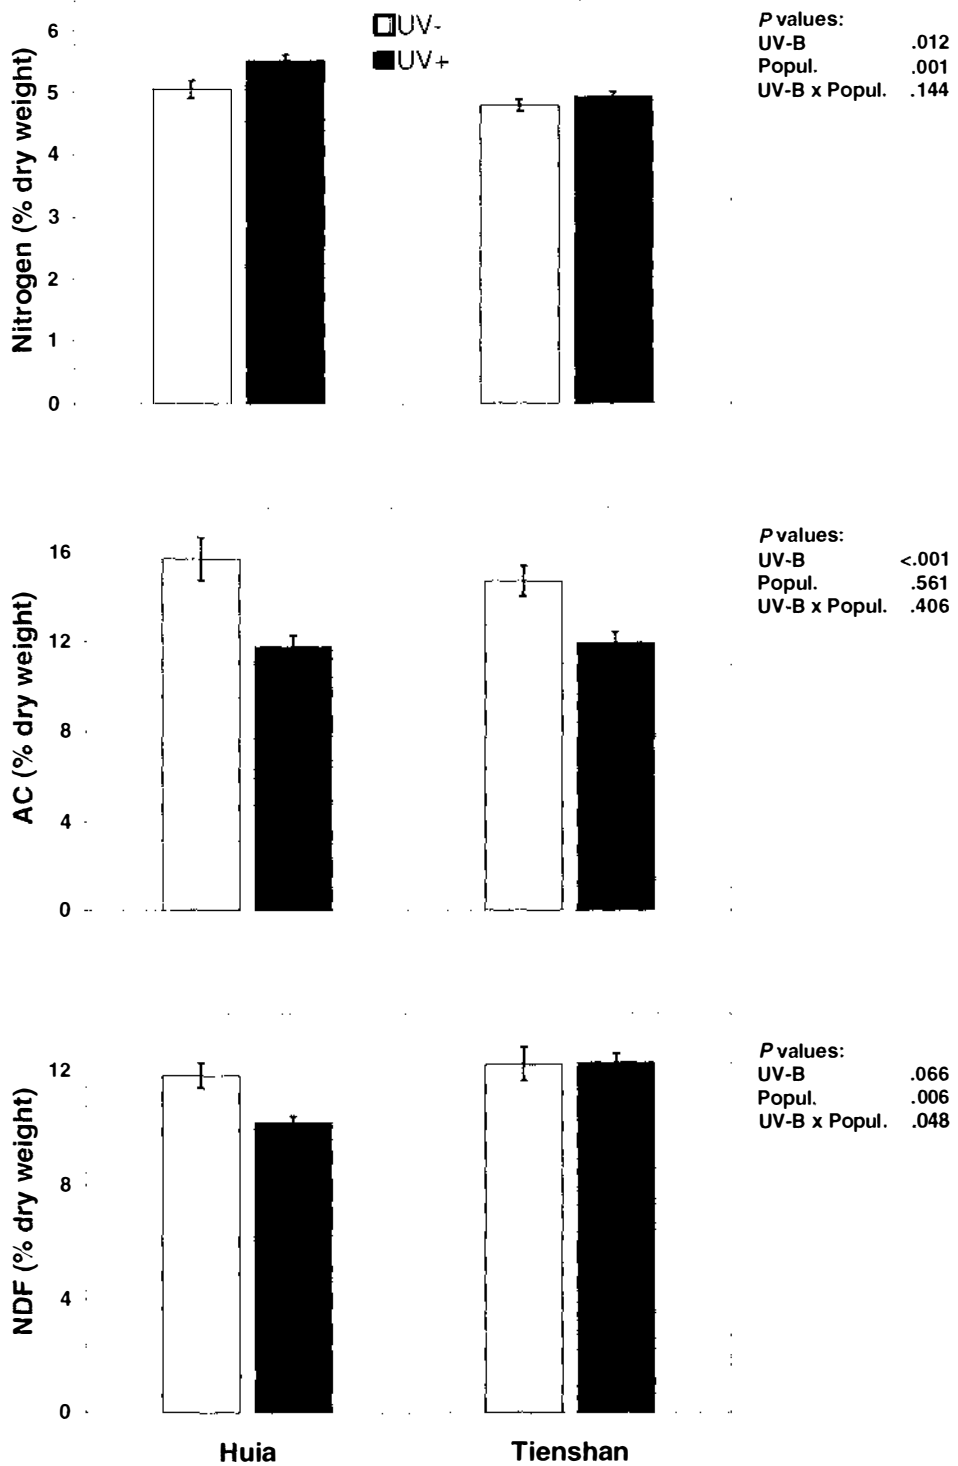 UV-
UV+
P values:
UV-B .012
Popul. .001
UV-B x Popul. .144
Nitrogen (% dry weight)
6
5
4
3
2
1
0
P values:
UV-B <.001
Popul. .561
UV-B x Popul. .406
AC (% dry weight)
16
12
8
4
0
P values:
UV-B .066
Popul. .006
UV-B x Popul. .048
NDF (% dry weight)
12
8
4
0
Huia Tienshan